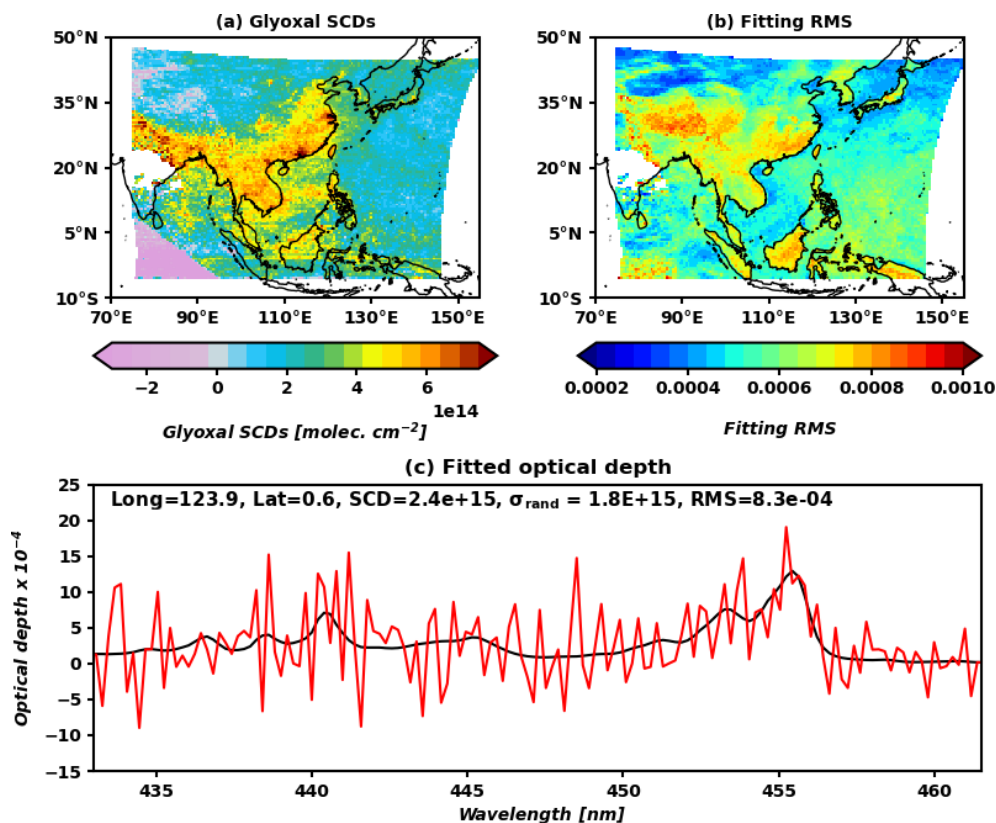 (a) Glyoxal SCDs
(b) Fitting RMS
50°N
35°N
20°N
5°N
10°S
70°E 90°E 110°E 130°E 150°E
50°N
35°N
20°N
5°N
10°S
70°E 90°E 110°E 130°E 150°E
−2 0 2 4 6
1e14
Glyoxal SCDs [molec. cm⁻²]
0.0002 0.0004 0.0006 0.0008 0.0010
Fitting RMS
(c) Fitted optical depth
Long=123.9, Lat=0.6, SCD=2.4e+15, σrand = 1.8E+15, RMS=8.3e-04
Optical depth x 10⁻⁴
25
20
15
10
5
0
−5
−10
−15
435 440 445 450 455 460
Wavelength [nm]